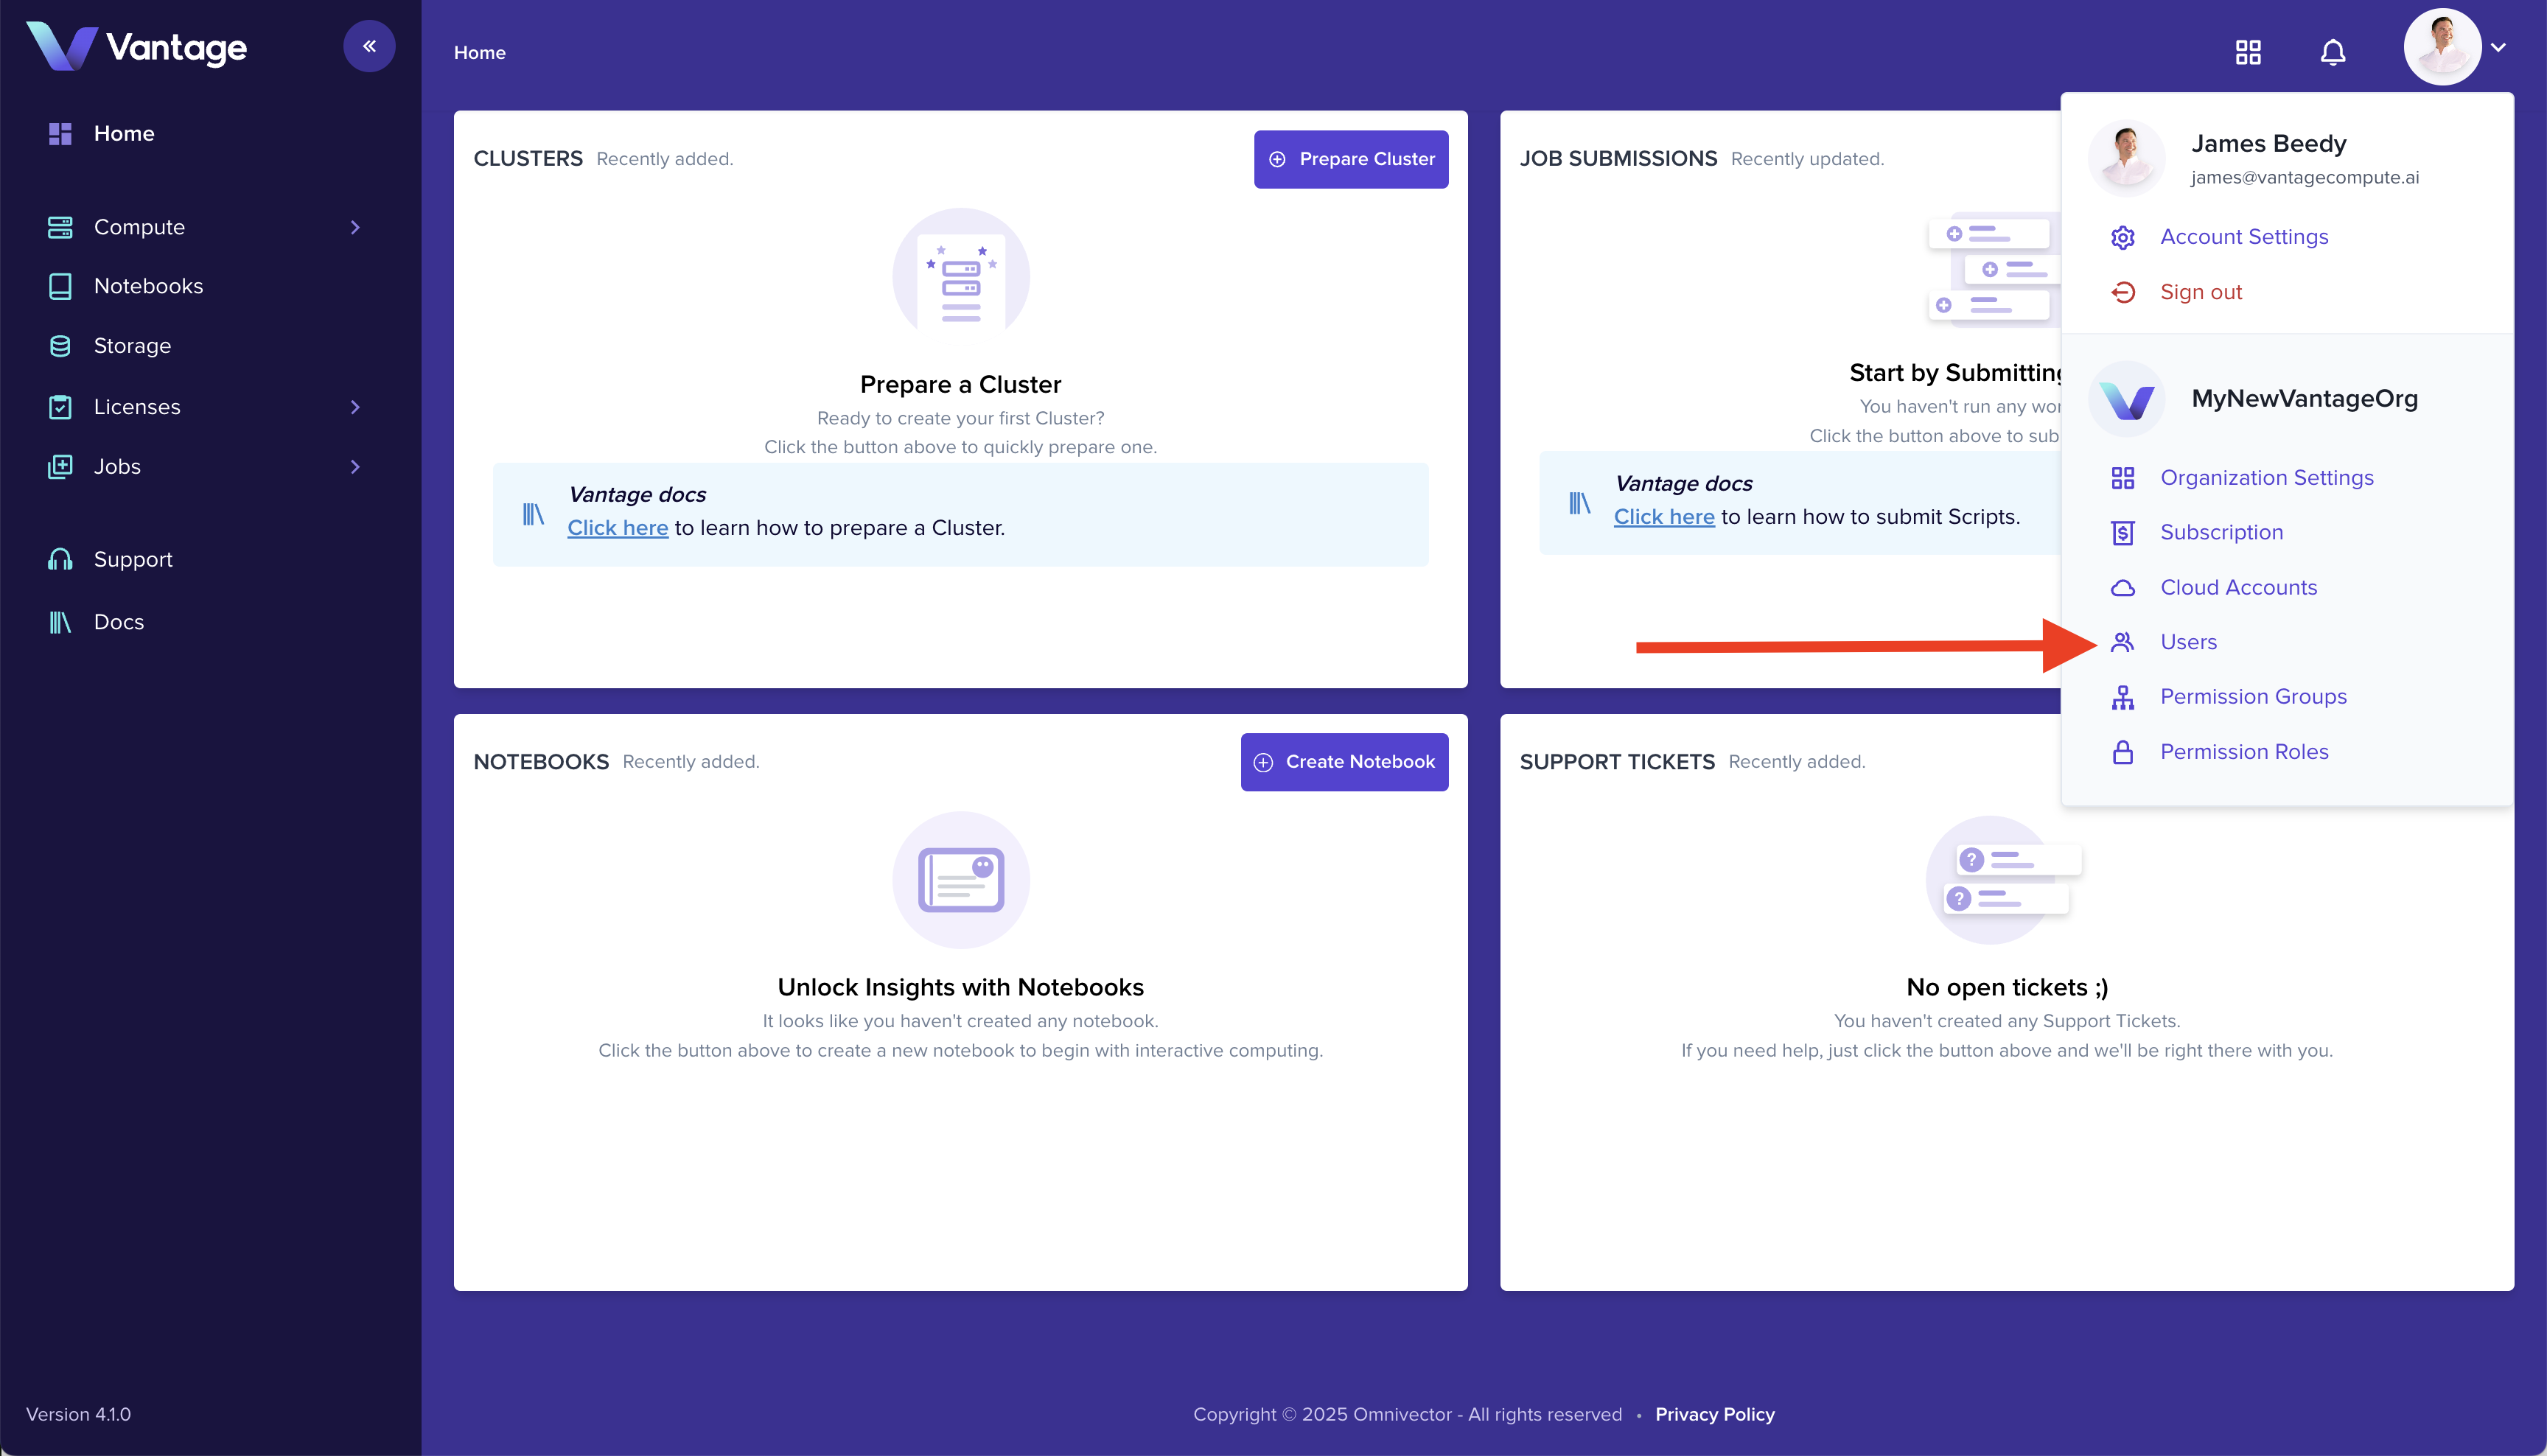 Vantage
Home
Compute
Notebooks
Storage
Licenses
Jobs
Support
Docs
Version 4.1.0
Home
CLUSTERS Recently added.
Prepare Cluster
Prepare a Cluster
Ready to create your first Cluster?
Click the button above to quickly prepare one.
Vantage docs
Click here to learn how to prepare a Cluster.
JOB SUBMISSIONS Recently updated.
Start by Submitting
You haven't run any
Click the button above to sub
Vantage docs
Click here to learn how to submit Scripts.
James Beedy
james@vantagecompute.ai
Account Settings
Sign out
MyNewVantageOrg
Organization Settings
Subscription
Cloud Accounts
Users
Permission Groups
Permission Roles
NOTEBOOKS Recently added.
Create Notebook
Unlock Insights with Notebooks
It looks like you haven't created any notebook.
Click the button above to create a new notebook to begin with interactive computing.
SUPPORT TICKETS Recently added.
No open tickets ;)
You haven't created any Support Tickets.
If you need help, just click the button above and we'll be right there with you.
Copyright © 2025 Omnivector - All rights reserved • Privacy Policy